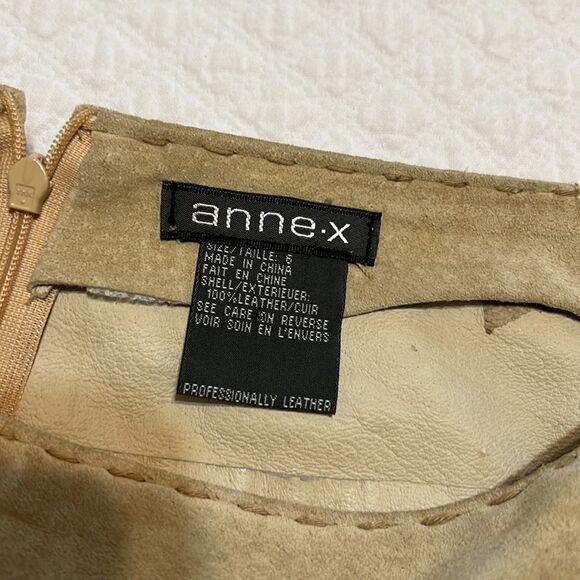 anne·x
SIZE/TAILLE: 6
MADE IN CHINA
FAIT EN CHINE
SHELL/EXTERIEUER:
100%LEATHER/CUIR
SEE CARE ON REVERSE
VOIR SOIN EN L'ENVERS
PROFESSIONALLY LEATHER